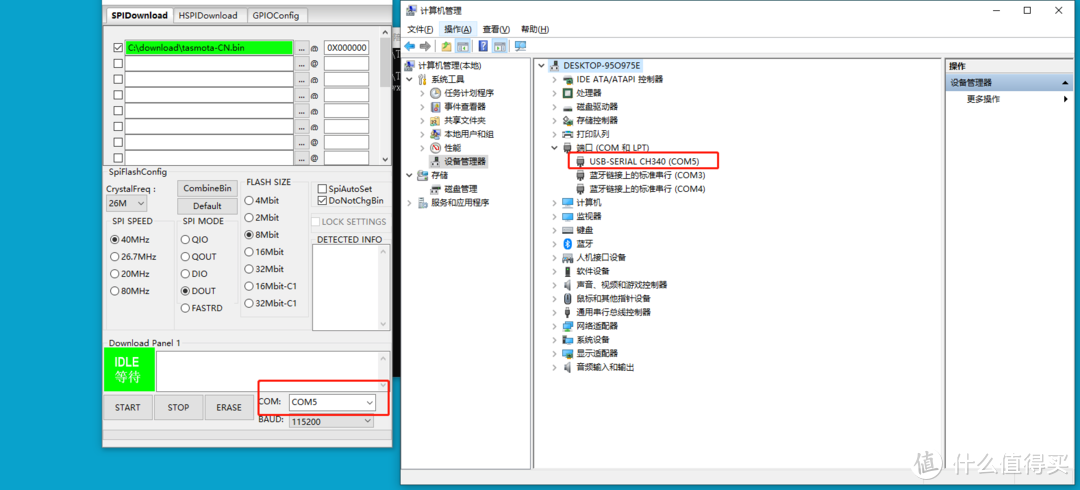 SPIDownload HSPIDownload GPIOConfig
C:\download\tasmota-CN.bin ... @ 0X000000
... @
... @
... @
... @
... @
... @
... @
SpiFlashConfig
CrystalFreq :
26M
CombineBin
Default
SPI SPEED
40MHz
26.7MHz
20MHz
80MHz
SPI MODE
QIO
QOUT
DIO
DOUT
FASTRD
FLASH SIZE
4Mbit
2Mbit
8Mbit
16Mbit
32Mbit
16Mbit-C1
32Mbit-C1
SpiAutoSet
DoNotChgBin
LOCK SETTINGS
DETECTED INFO
Download Panel 1
IDLE
等待
START STOP ERASE
COM: COM5
BAUD: 115200
计算机管理
文件(F) 操作(A) 查看(V) 帮助(H)
计算机管理(本地)
系统工具
任务计划程序
事件查看器
共享文件夹
本地用户和组
性能
设备管理器
存储
磁盘管理
服务和应用程序
DESKTOP-95O975E
IDE ATA/ATAPI 控制器
处理器
磁盘驱动器
存储控制器
打印队列
端口 (COM 和 LPT)
USB-SERIAL CH340 (COM5)
蓝牙链接上的标准串行 (COM3)
蓝牙链接上的标准串行 (COM4)
计算机
监视器
键盘
蓝牙
人机接口设备
软件设备
声音、视频和游戏控制器
鼠标和其他指针设备
通用串行总线控制器
网络适配器
系统设备
显示适配器
音频输入和输出
操作
设备管理器
更多操作
值 什么值得买